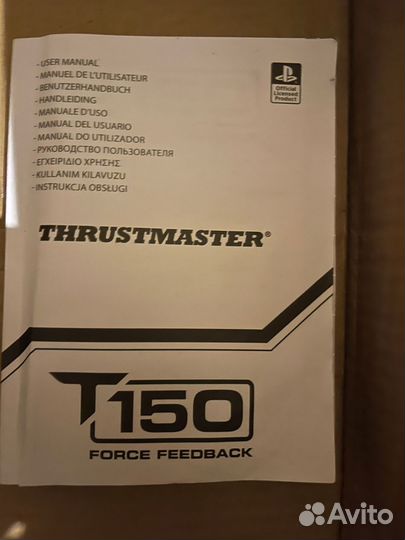 - USER MANUAL
- MANUEL DE L'UTILISATEUR
- BENUTZERHANDBUCH
- HANDLEIDING
- MANUALE D'USO
- MANUAL DEL USUARIO
- MANUAL DO UTILIZADOR
- РУКОВОДСТВО ПОЛЬЗОВАТЕЛЯ
- ΕΓΧΕΙΡΙΔΙΟ ΧΡΗΣΗΣ
- KULLANIM KILAVUZU
- INSTRUKCJA OBSŁUGI
Official
Licensed
Product
THRUSTMASTER®
T150
FORCE FEEDBACK
Avito